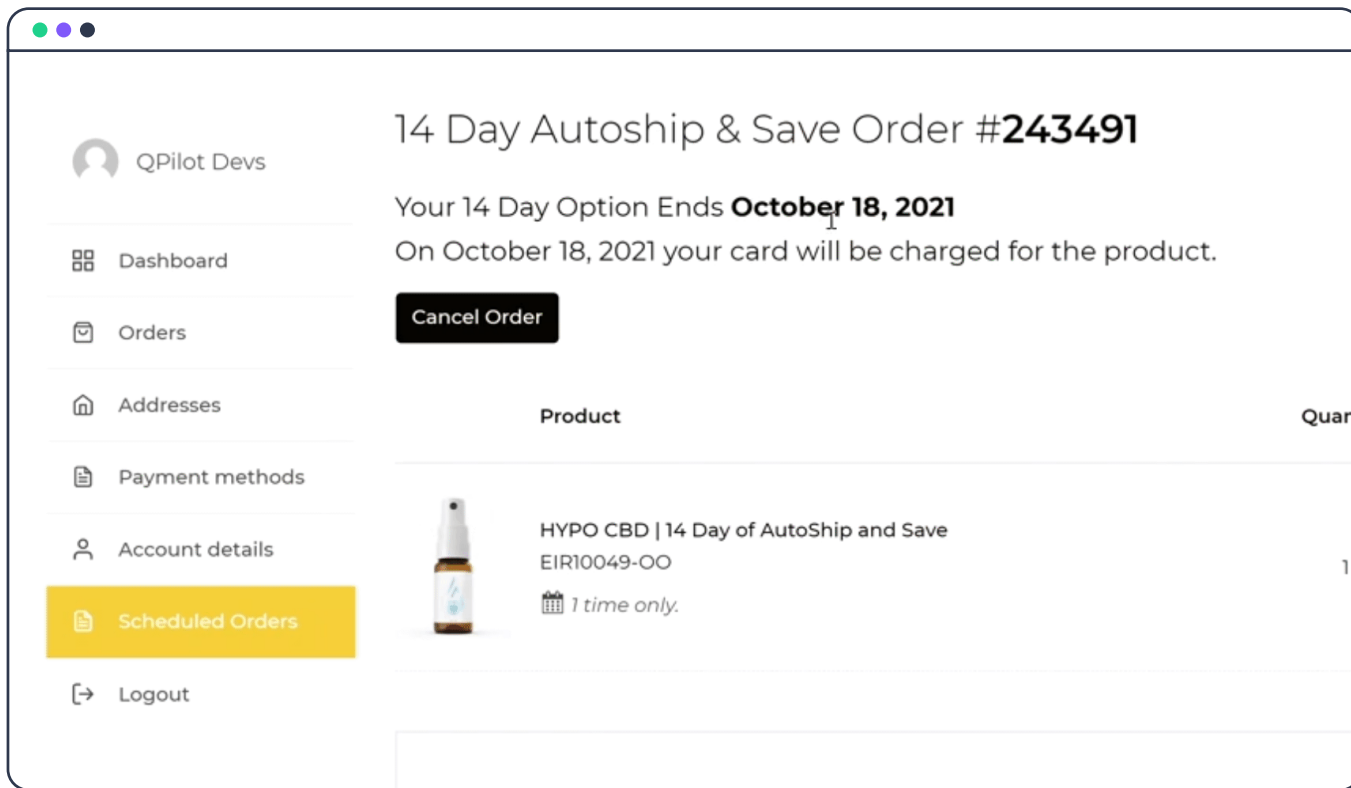 QPilot Devs
Dashboard
Orders
Addresses
Payment methods
Account details
Scheduled Orders
Logout
14 Day Autoship & Save Order #243491
Your 14 Day Option Ends October 18, 2021
On October 18, 2021 your card will be charged for the product.
Cancel Order
Product Quan
HYPO CBD | 14 Day of AutoShip and Save
EIR10049-OO
1
1 time only.